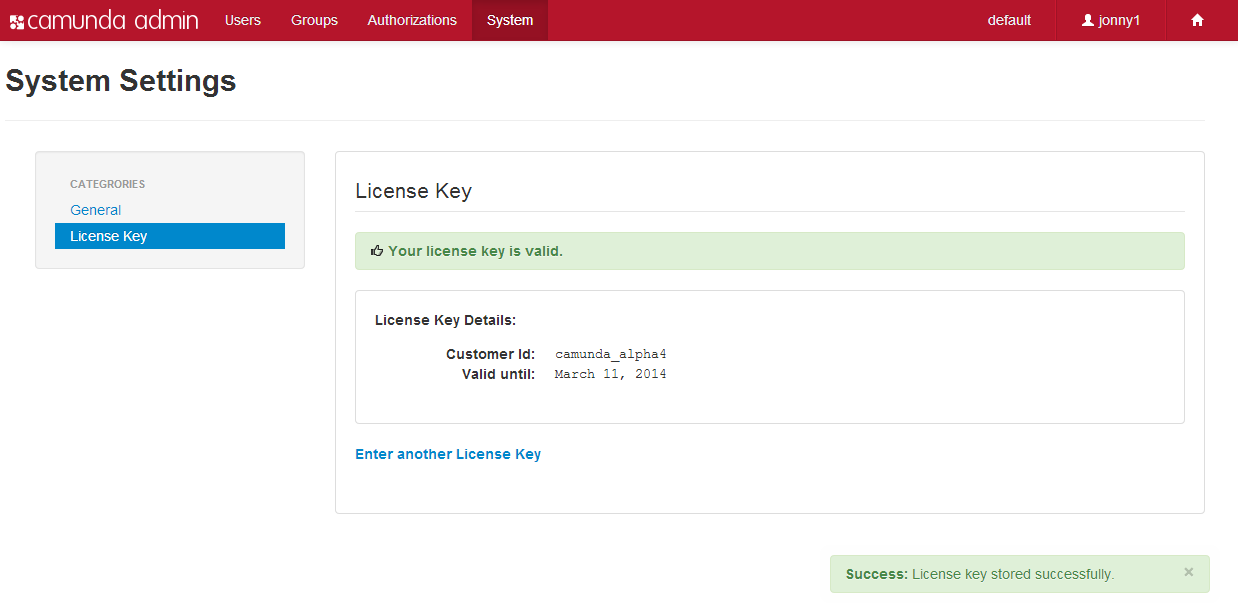 camunda admin Users Groups Authorizations System default jonny1
System Settings
CATEGRORIES
General
License Key
License Key
Your license key is valid.
License Key Details:
Customer Id: camunda_alpha4
Valid until: March 11, 2014
Enter another License Key
Success: License key stored successfully. ×